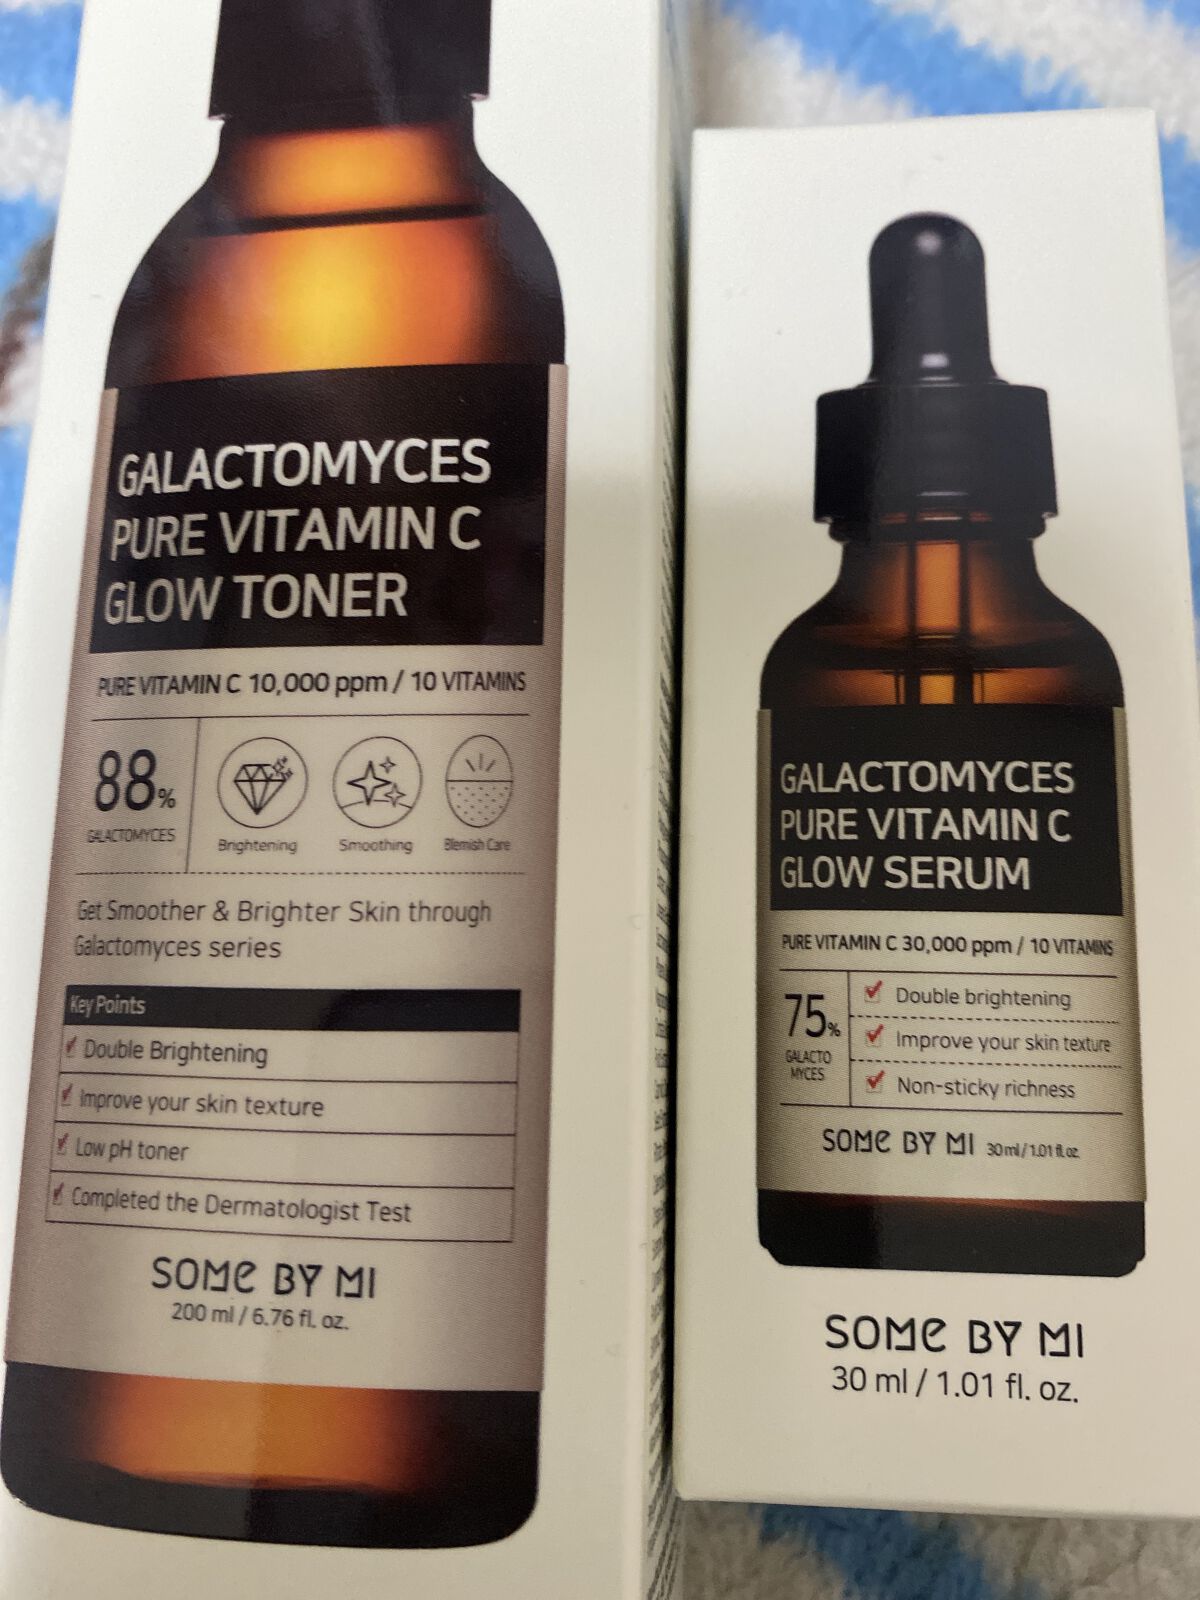 GALACTOMYCES
PURE VITAMIN C
GLOW TONER
PURE VITAMIN C 10,000 ppm / 10 VITAMINS
88%
GALACTOMYCES
Brightening
Smoothing
Blemish Care
Get Smoother & Brighter Skin through
Galactomyces series
Key Points
Double Brightening
Improve your skin texture
Low pH toner
Completed the Dermatologist Test
SOME BY MI
200 ml / 6.76 fl. oz.
GALACTOMYCES
PURE VITAMIN C
GLOW SERUM
PURE VITAMIN C 30,000 ppm / 10 VITAMINS
75%
GALACTO
MYCES
Double brightening
Improve your skin texture
Non-sticky richness
SOME BY MI 30ml/1.01 fl.oz.
SOME BY MI
30 ml / 1.01 fl. oz.